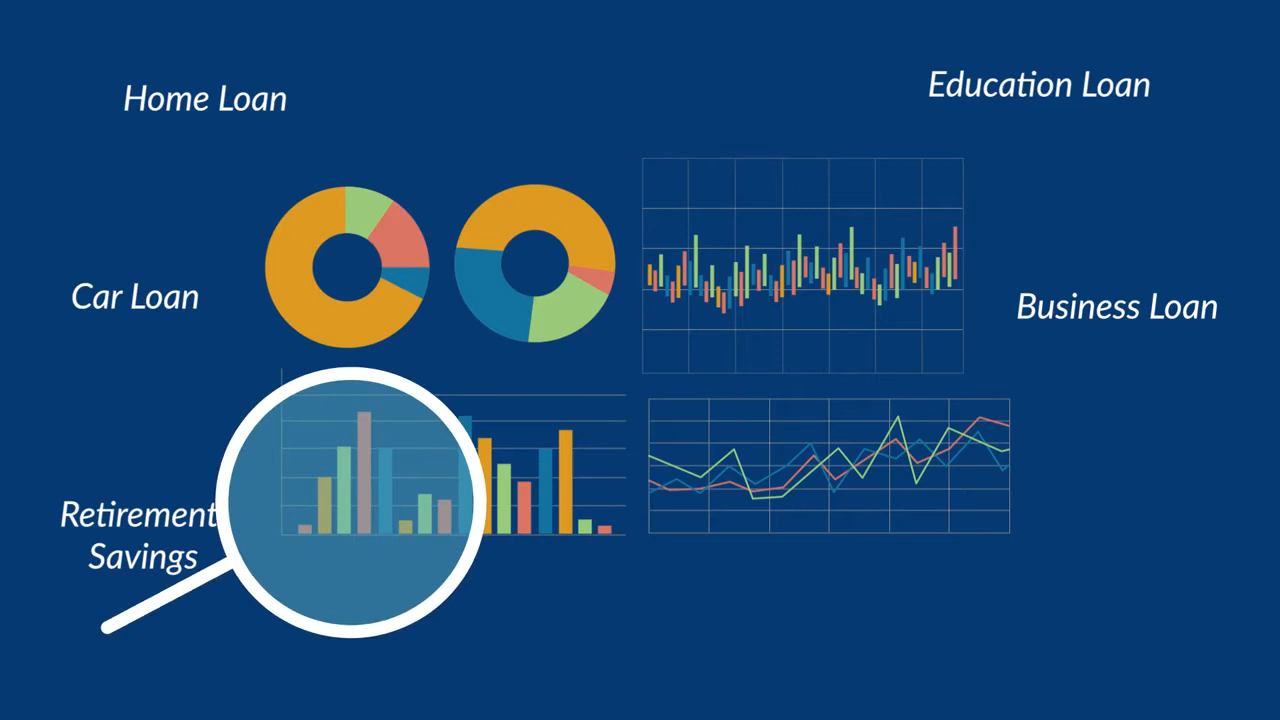 Home Loan
Education Loan
Car Loan
Business Loan
Retirement
Savings